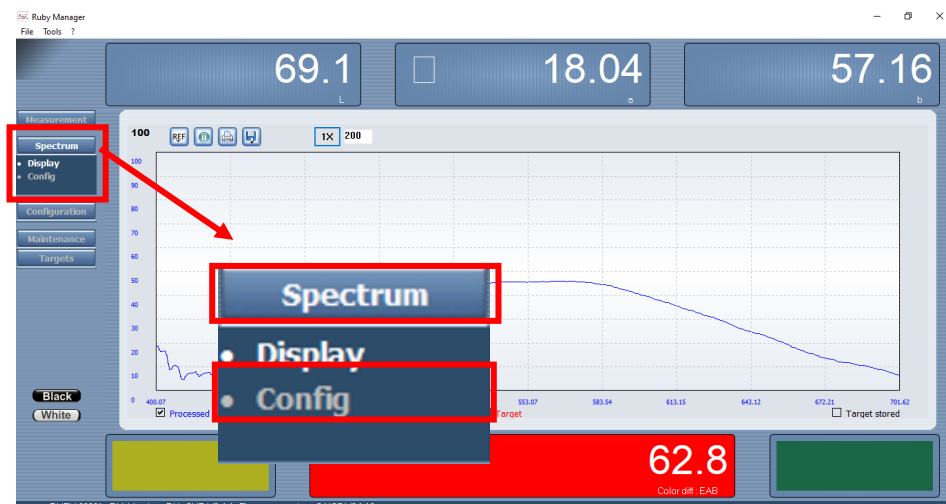 Ruby Manager
File Tools ?
69.1
L
18.04
a
57.16
b
Measurement
Spectrum
Display
Config
Configuration
Maintenance
Targets
Black
White
100
REF
1X
200
100
90
80
70
60
50
40
30
20
10
0
400.07
553.07
583.54
613.15
643.12
672.21
701.62
Processed
Target
Target stored
Spectrum
Display
Config
62.8
Color diff : EAB